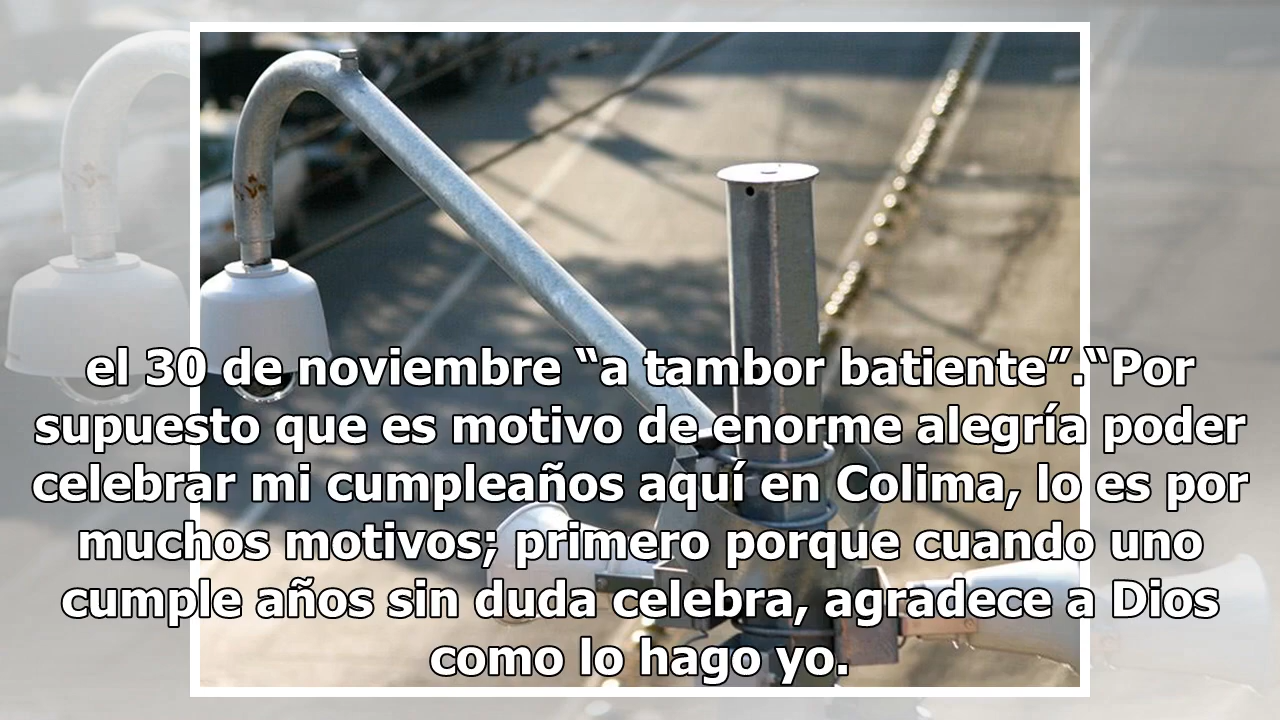 el 30 de noviembre “a tambor batiente”.“Por
supuesto que es motivo de enorme alegría poder
celebrar mi cumpleaños aquí en Colima, lo es por
muchos motivos; primero porque cuando uno
cumple años sin duda celebra, agradece a Dios
como lo hago yo.